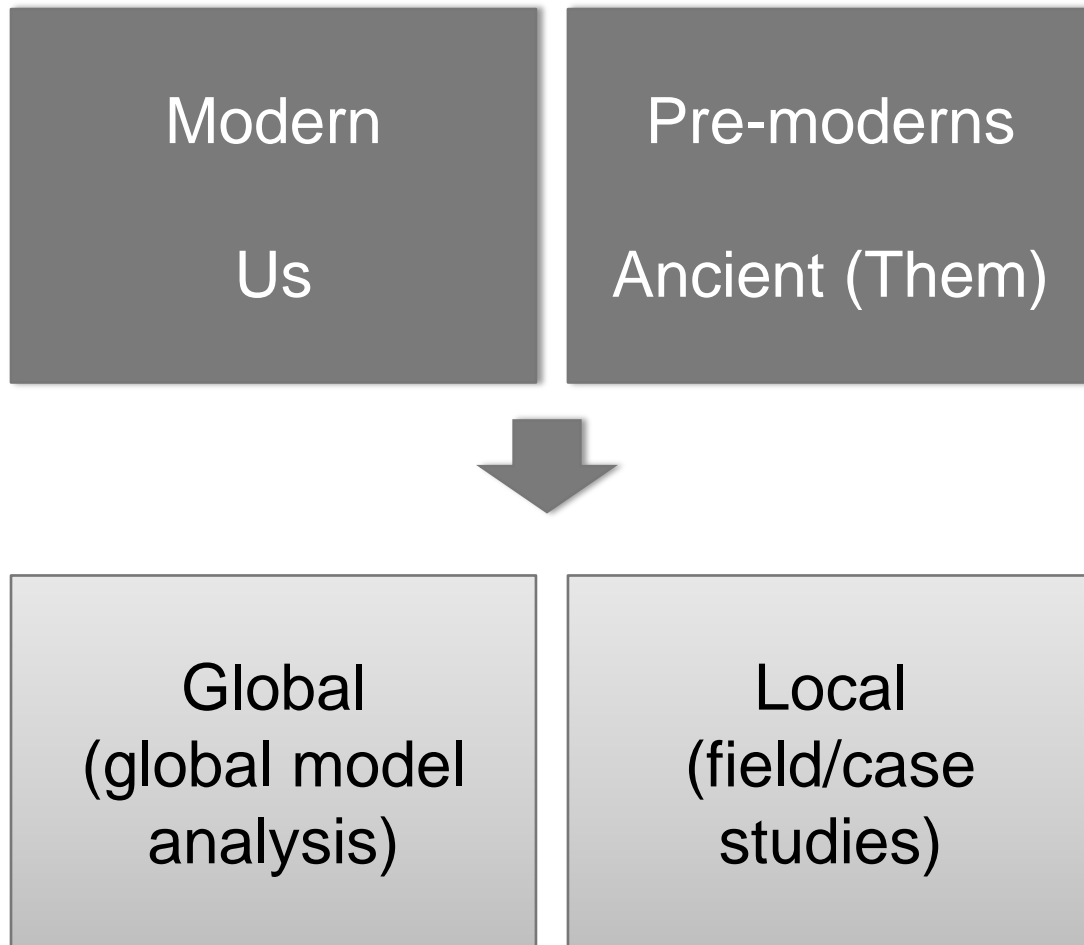 Modern
Us
Pre-moderns
Ancient (Them)
Global
(global model
analysis)
Local
(field/case
studies)